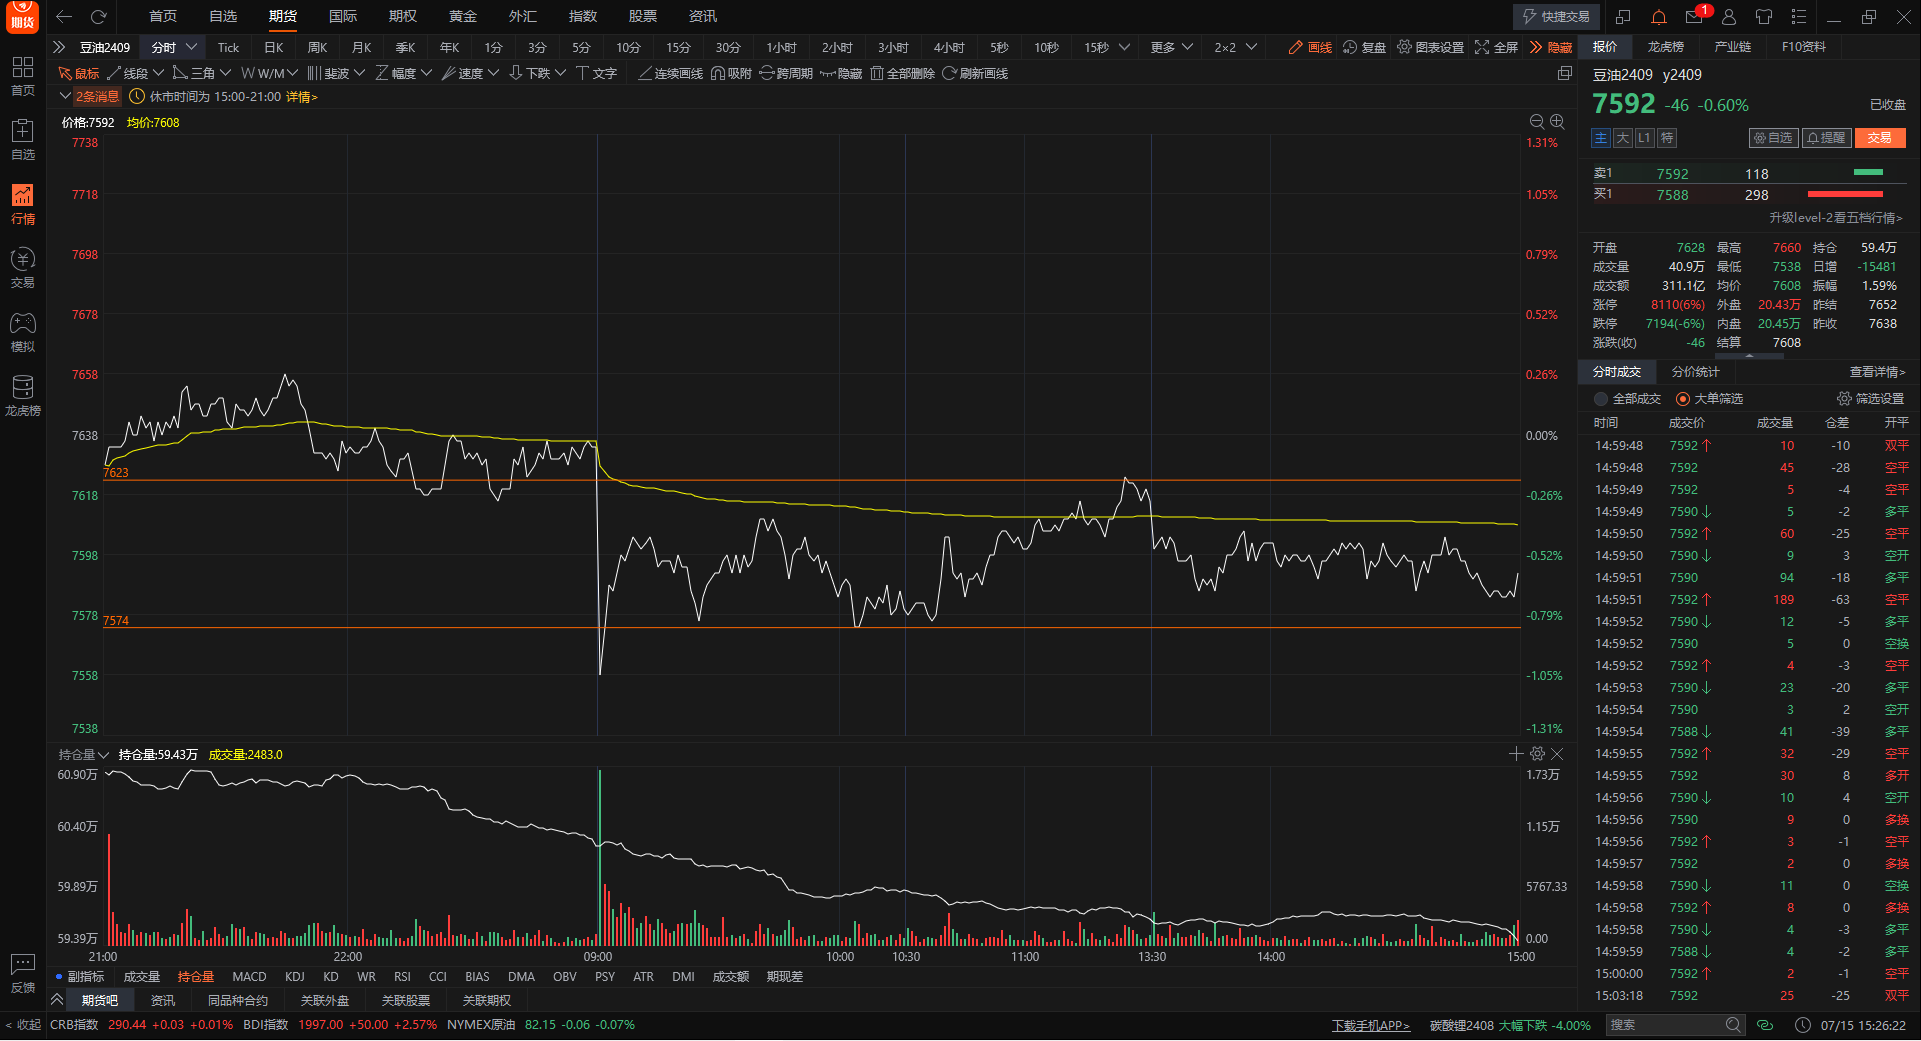 期货 首页 自选 期货 国际 期权 黄金 外汇 指数 股票 资讯 快捷交易 1
豆油2409 分时 Tick 日K 周K 月K 季K 年K 1分 3分 5分 10分 15分 30分 1小时 2小时 3小时 4小时 5秒 10秒 15秒 更多 2×2 画线 复盘 图表设置 全屏 隐藏
鼠标 线段 三角 W/M 斐波 幅度 速度 下跌 文字 连续画线 吸附 跨周期 隐藏 全部删除 刷新画线
2条消息 休市时间为 15:00-21:00 详情>
首页
自选
行情
交易
模拟
龙虎榜
反馈
< 收起
价格:7592 均价:7608
7738 1.31%
7718 1.05%
7698 0.79%
7678 0.52%
7658 0.26%
7638 0.00%
7623
7618 -0.26%
7598 -0.52%
7578 -0.79%
7574
7558 -1.05%
7538 -1.31%
持仓量 持仓量:59.43万 成交量:2483.0
60.90万 1.73万
60.40万 1.15万
59.89万 5767.33
59.39万 0.00
21:00 22:00 09:00 10:00 10:30 11:00 13:30 14:00 15:00
副指标 成交量 持仓量 MACD KDJ KD WR RSI CCI BIAS DMA OBV PSY ATR DMI 成交额 期现差
期货吧 资讯 同品种合约 关联外盘 关联股票 关联期权
报价 龙虎榜 产业链 F10资料
豆油2409 y2409
7592 -46 -0.60% 已收盘
主 大 L1 特 自选 提醒 交易
卖1 7592 118
买1 7588 298
升级level-2看五档行情>
开盘 7628 最高 7660 持仓 59.4万
成交量 40.9万 最低 7538 日增 -15481
成交额 311.1亿 均价 7608 振幅 1.59%
涨停 8110(6%) 外盘 20.43万 昨结 7652
跌停 7194(-6%) 内盘 20.45万 昨收 7638
涨跌(收) -46 结算 7608
分时成交 分价统计 查看详情>
全部成交 大单筛选 筛选设置
时间 成交价 成交量 仓差 开平
14:59:48 7592↑ 10 -10 双平
14:59:48 7592 45 -28 空平
14:59:49 7592 5 -4 空平
14:59:49 7590↓ 5 -2 多平
14:59:50 7592↑ 60 -25 空平
14:59:50 7590↓ 9 3 空开
14:59:51 7590 94 -18 多平
14:59:51 7592↑ 189 -63 空平
14:59:52 7590↓ 12 -5 多平
14:59:52 7590 5 0 空换
14:59:52 7592↑ 4 -3 空平
14:59:53 7590↓ 23 -20 多平
14:59:54 7590 3 2 空开
14:59:54 7588↓ 41 -39 多平
14:59:55 7592↑ 32 -29 空平
14:59:55 7592 30 8 多开
14:59:56 7590↓ 10 4 空开
14:59:56 7590 9 0 多换
14:59:56 7592↑ 3 -1 空平
14:59:57 7592 2 0 多换
14:59:58 7590↓ 11 0 空换
14:59:58 7592↑ 8 0 多换
14:59:58 7590↓ 4 -3 多平
14:59:59 7588↓ 4 -2 多平
15:00:00 7592↑ 2 -1 空平
15:03:18 7592 25 -25 双平
CRB指数 290.44 +0.03 +0.01% BDI指数 1997.00 +50.00 +2.57% NYMEX原油 82.15 -0.06 -0.07% 下载手机APP> 碳酸锂2408 大幅下跌 -4.00% 搜索 07/15 15:26:22